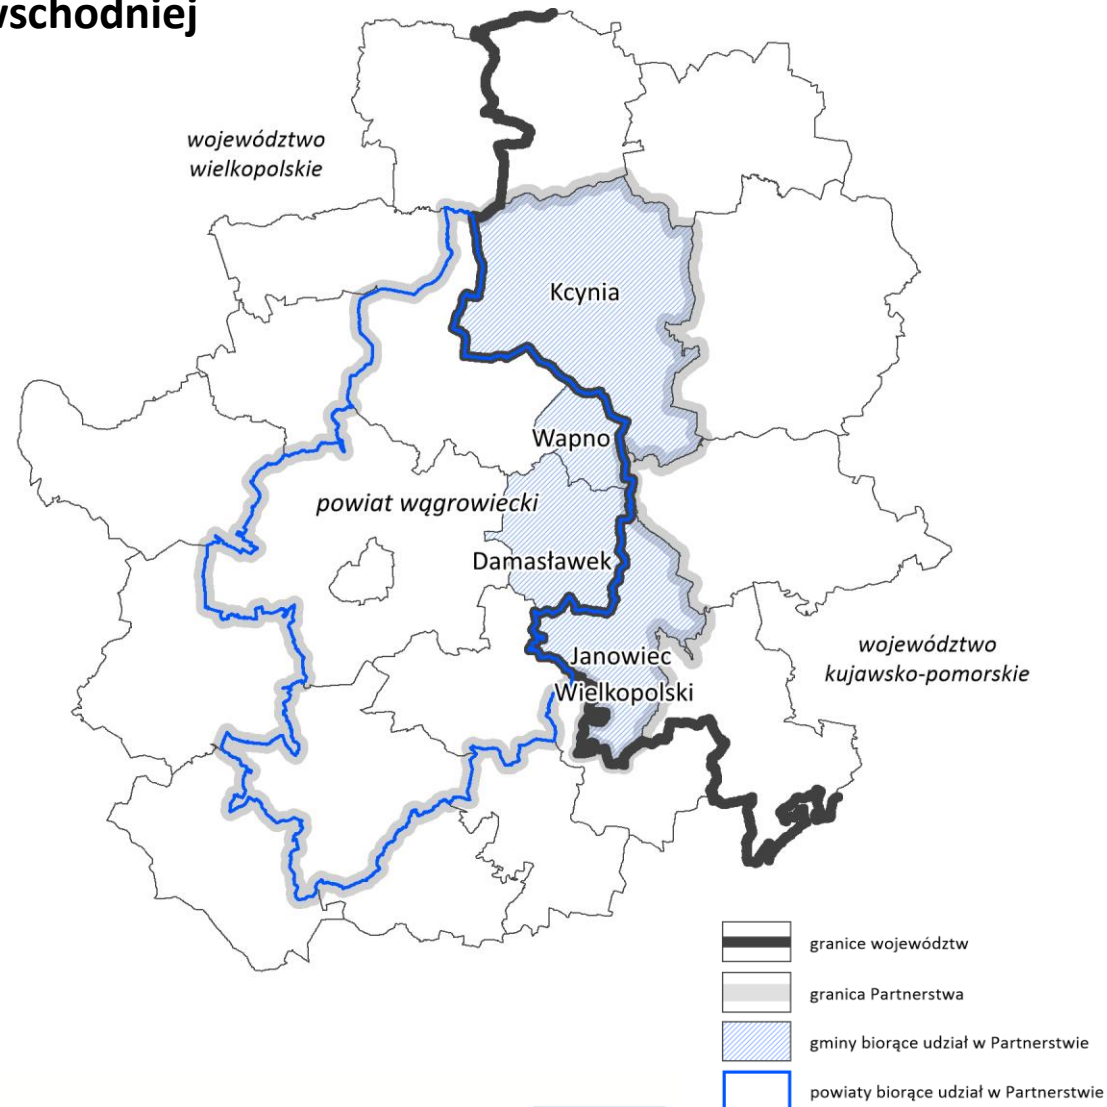 wschodniej
województwo
wielkopolskie
Kcynia
Wapno
powiat wągrowiecki
Damasławek
Janowiec
Wielkopolski
województwo
kujawsko-pomorskie
granice województw
granica Partnerstwa
gminy biorące udział w Partnerstwie
powiaty biorące udział w Partnerstwie